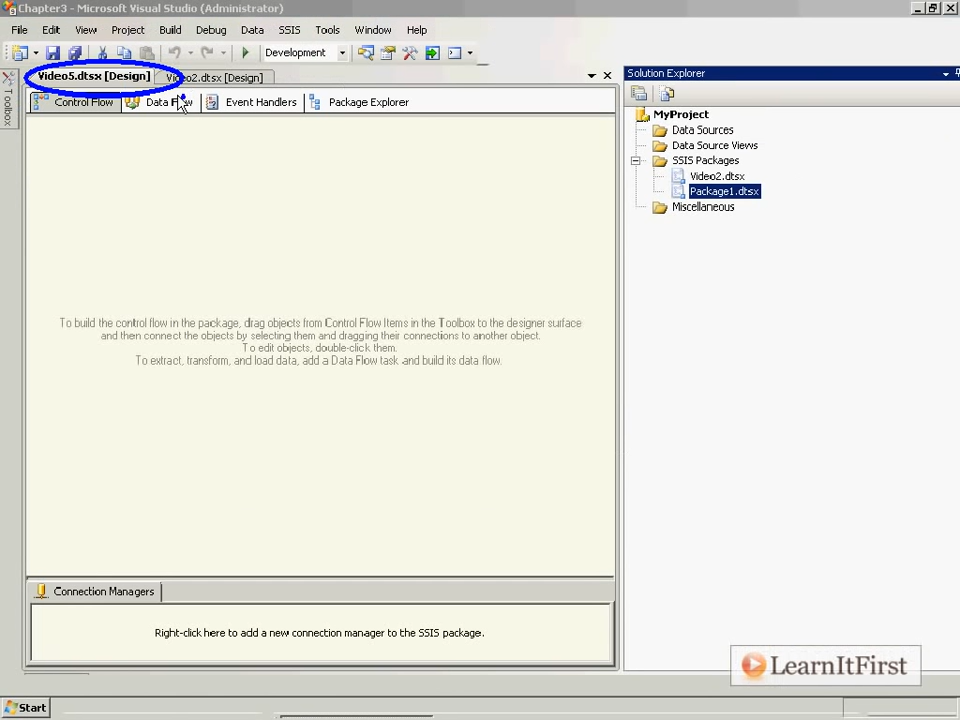 Chapter3 - Microsoft Visual Studio (Administrator)
File Edit View Project Build Debug Data SSIS Tools Window Help
Development
Toolbox
Video5.dtsx [Design] Video2.dtsx [Design]
Control Flow Data Flow Event Handlers Package Explorer
To build the control flow in the package, drag objects from Control Flow Items in the Toolbox to the designer surface
and then connect the objects by selecting them and dragging their connections to another object.
To edit objects, double-click them.
To extract, transform, and load data, add a Data Flow task and build its data flow.
Connection Managers
Right-click here to add a new connection manager to the SSIS package.
Solution Explorer
MyProject
Data Sources
Data Source Views
SSIS Packages
Video2.dtsx
Package1.dtsx
Miscellaneous
LearnItFirst
Start